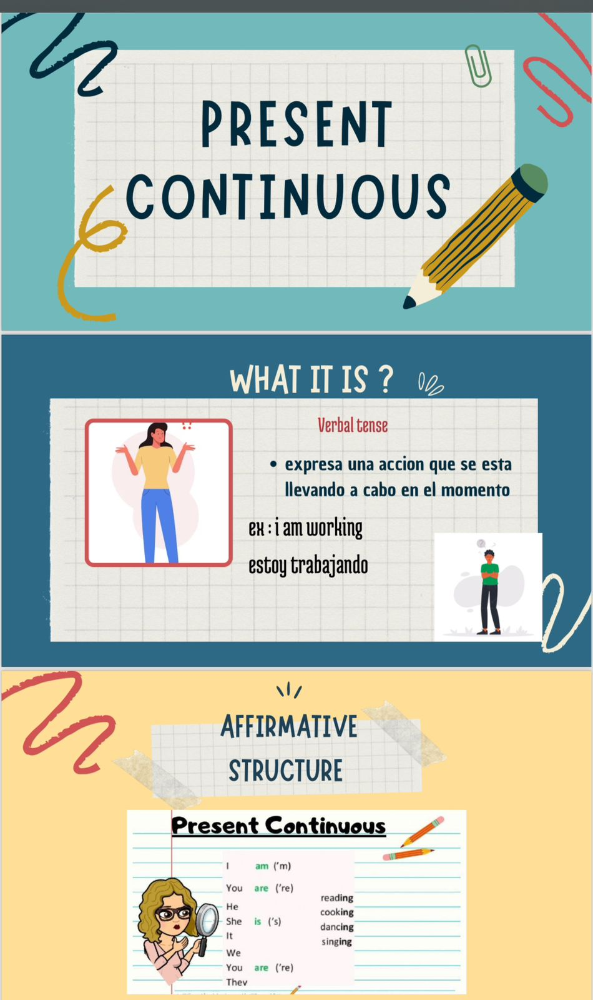 PRESENT
CONTINUOUS
WHAT IT IS ?
Verbal tense
• expresa una accion que se esta
llevando a cabo en el momento
ex : i am working
estoy trabajando
?
AFFIRMATIVE
STRUCTURE
Present Continuous
I am ('m)
You are ('re)
He
She is ('s)
It
We
You are ('re)
They
reading
cooking
dancing
singing